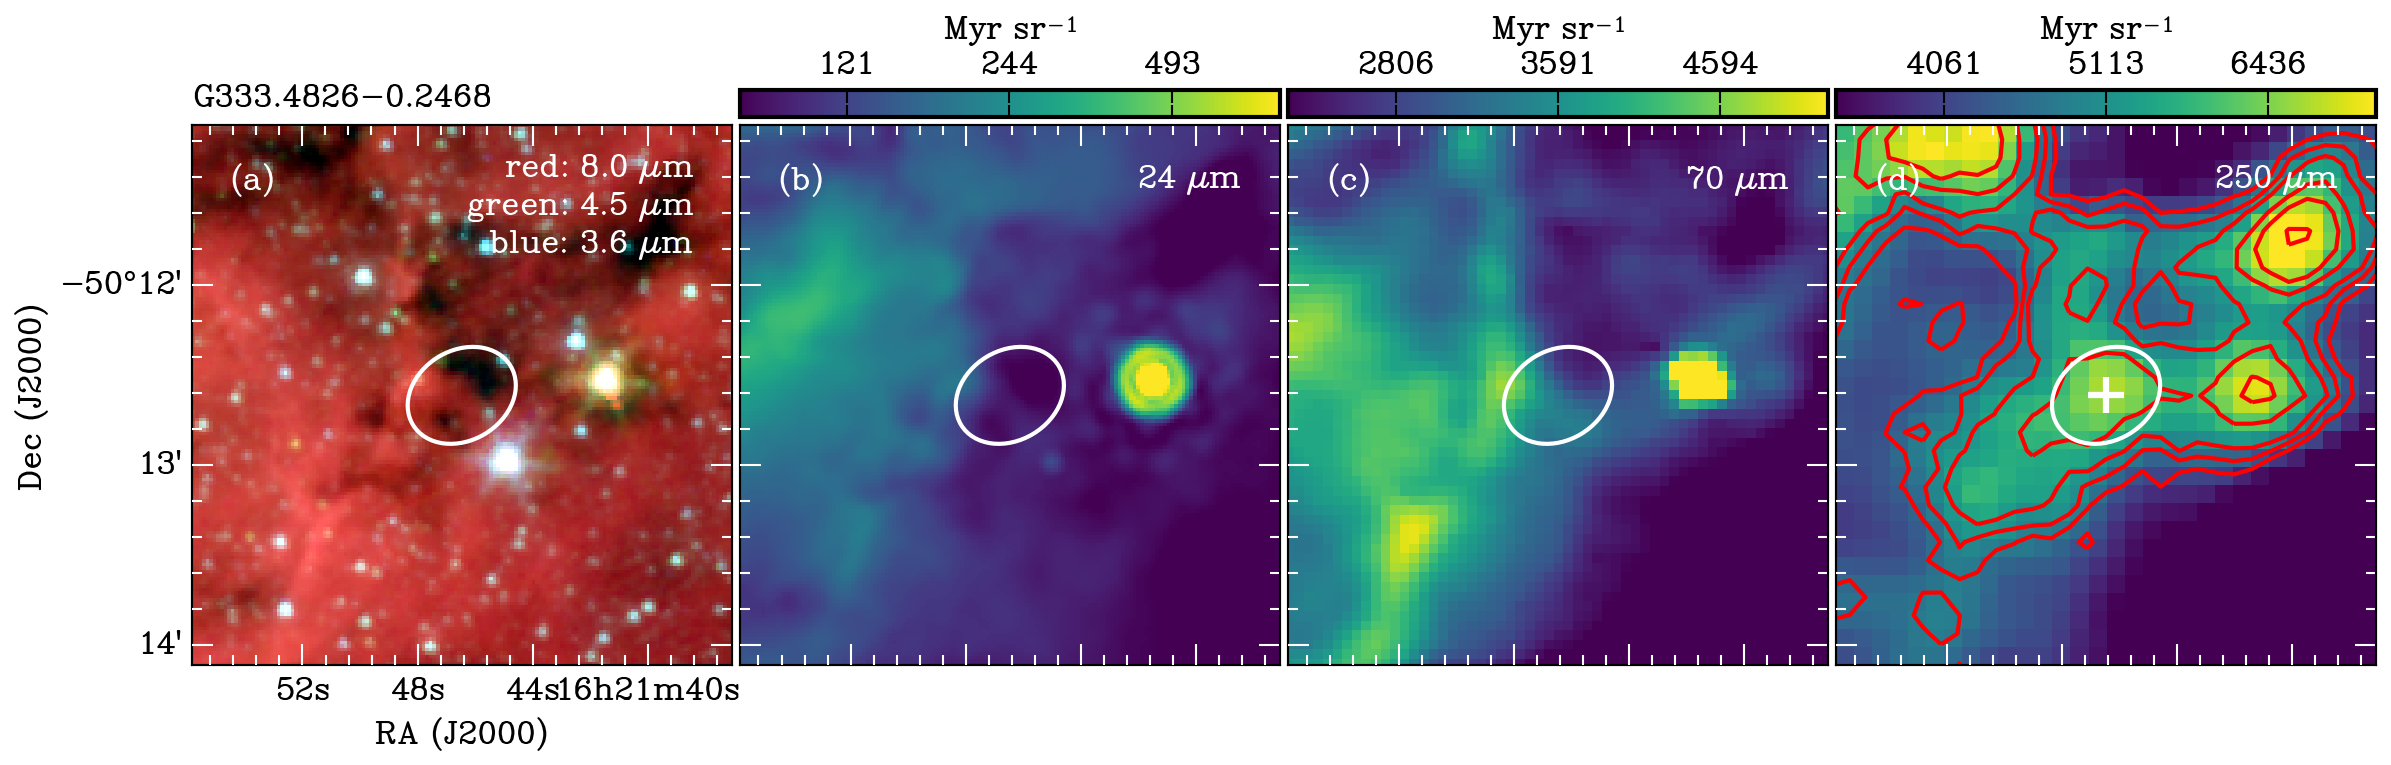 Myr sr⁻¹ Myr sr⁻¹ Myr sr⁻¹
121 244 493 2806 3591 4594 4061 5113 6436
G333.4826−0.2468
(a) red: 8.0 μm
green: 4.5 μm
blue: 3.6 μm
(b) 24 μm
(c) 70 μm
(d) 250 μm
−50°12'
13'
14'
Dec (J2000)
52s 48s 44s 16h21m40s
RA (J2000)